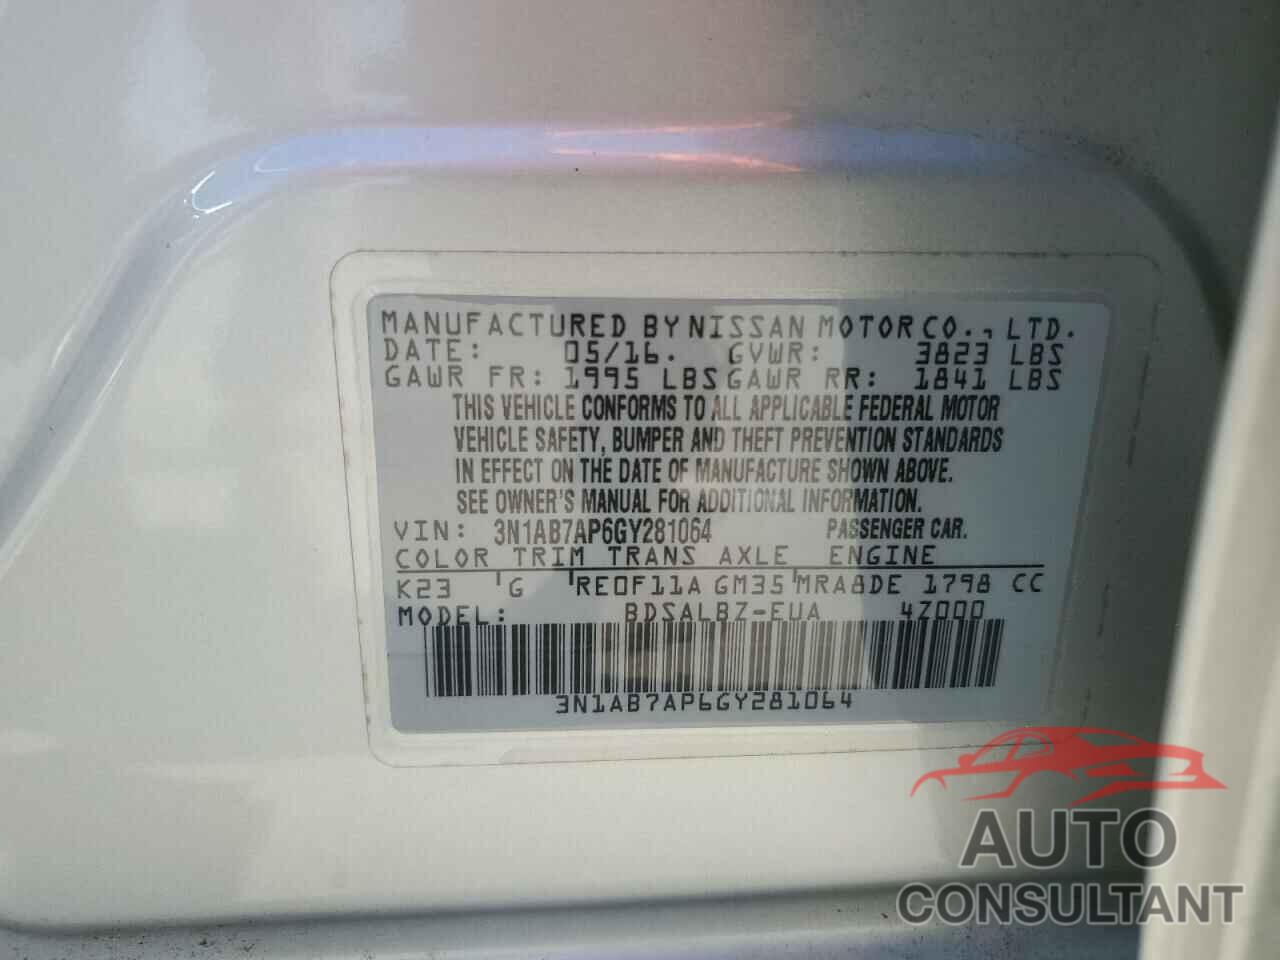 MANUFACTURED BY NISSAN MOTOR CO., LTD.
DATE: 05/16. GVWR: 3823 LBS
GAWR FR: 1995 LBS GAWR RR: 1841 LBS
THIS VEHICLE CONFORMS TO ALL APPLICABLE FEDERAL MOTOR
VEHICLE SAFETY, BUMPER AND THEFT PREVENTION STANDARDS
IN EFFECT ON THE DATE OF MANUFACTURE SHOWN ABOVE.
SEE OWNER'S MANUAL FOR ADDITIONAL INFORMATION.
VIN: 3N1AB7AP6GY281064 PASSENGER CAR.
COLOR TRIM TRANS AXLE ENGINE
K23 G RE0F11A GM35 MRA8DE 1798 CC
MODEL: BDSALBZ-EUA 4Z000
3N1AB7AP6GY281064
AUTO
CONSULTANT